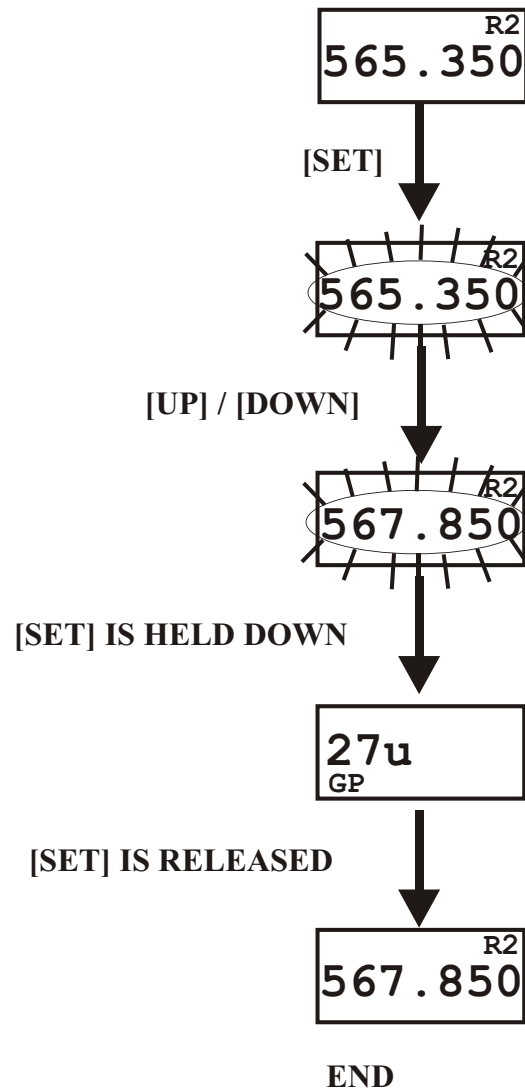 R2
565.350
[SET]
R2
565.350
[UP] / [DOWN]
R2
567.850
[SET] IS HELD DOWN
27u
GP
[SET] IS RELEASED
R2
567.850
END